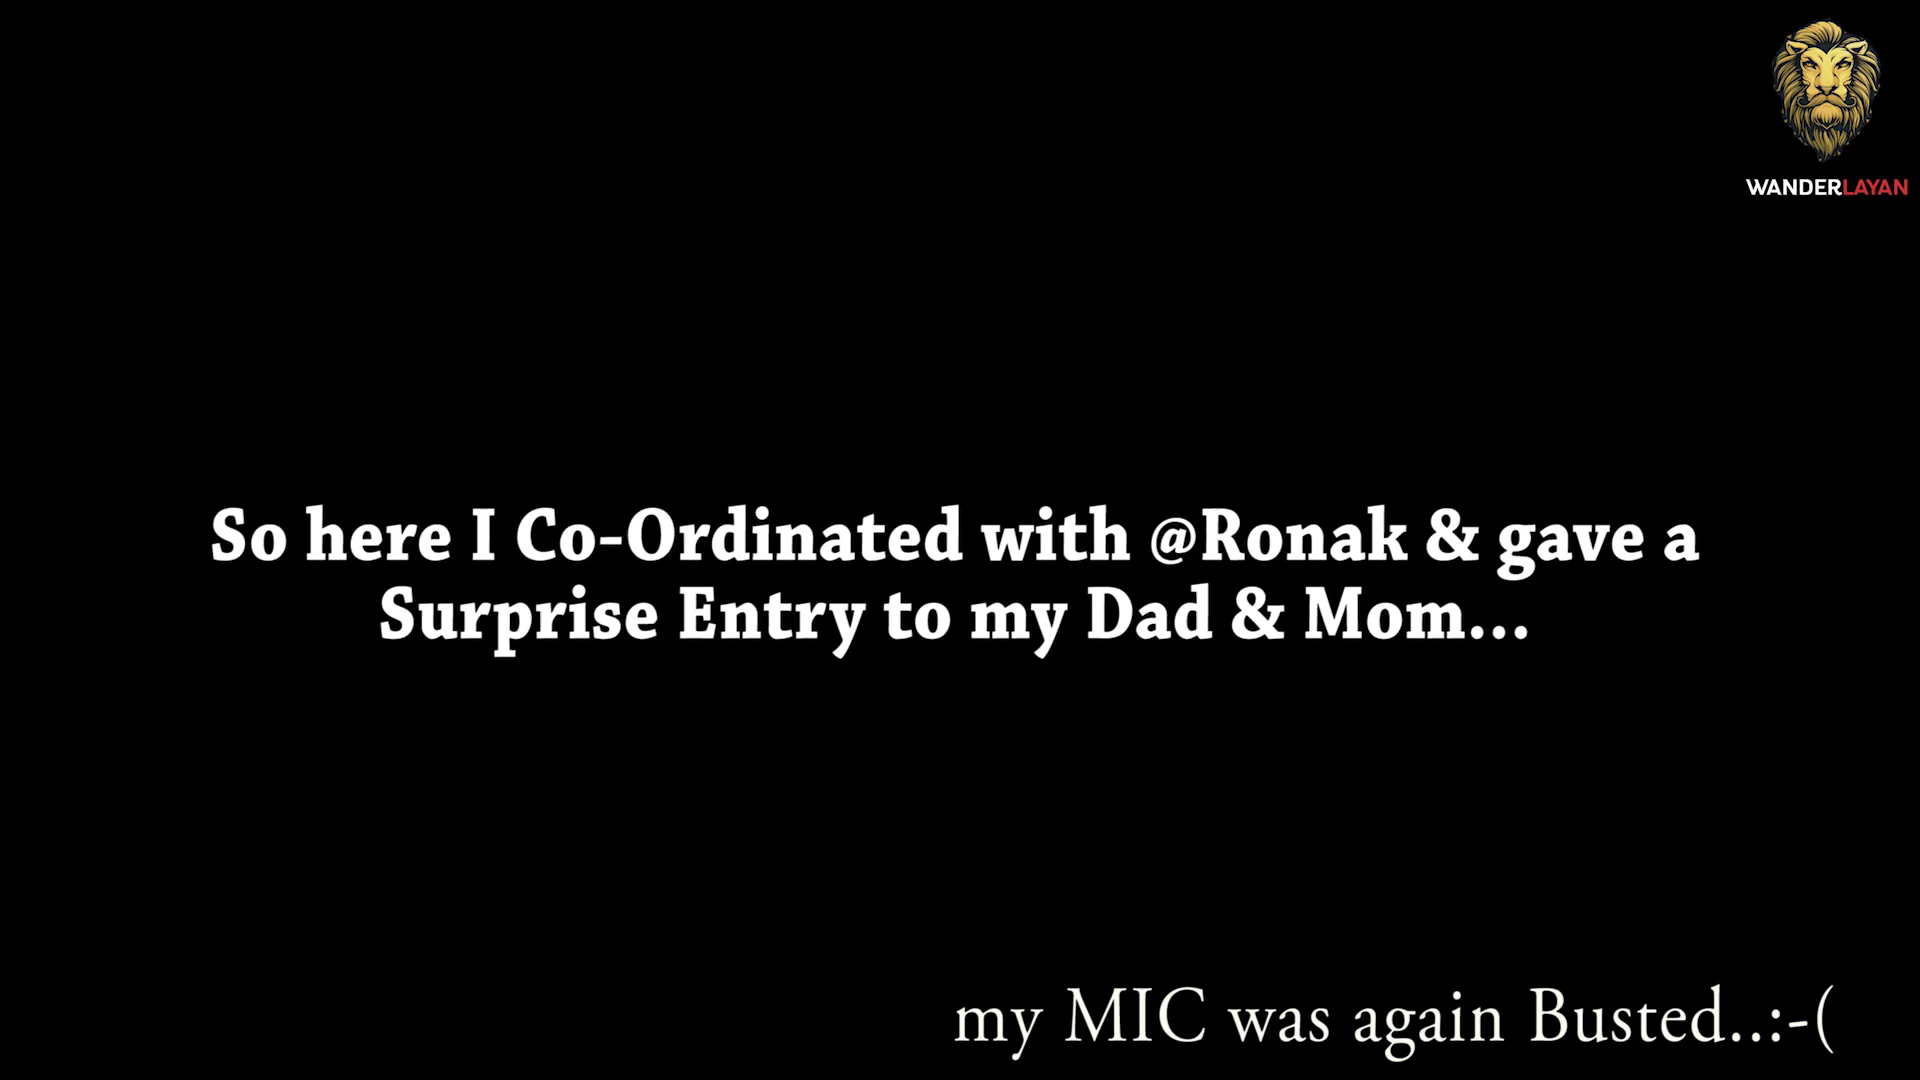 WANDERLAYAN
So here I Co-Ordinated with @Ronak & gave a
Surprise Entry to my Dad & Mom...
my MIC was again Busted..:-(